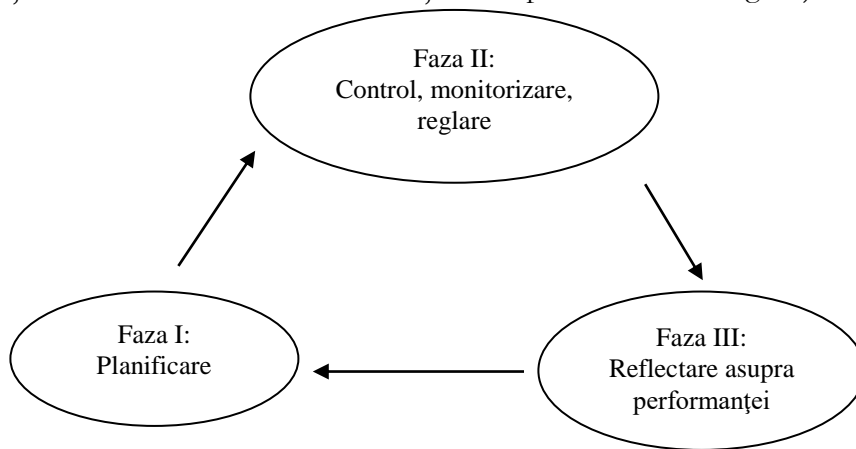 Faza II:
Control, monitorizare,
reglare
Faza I:
Planificare
Faza III:
Reflectare asupra
performanţei